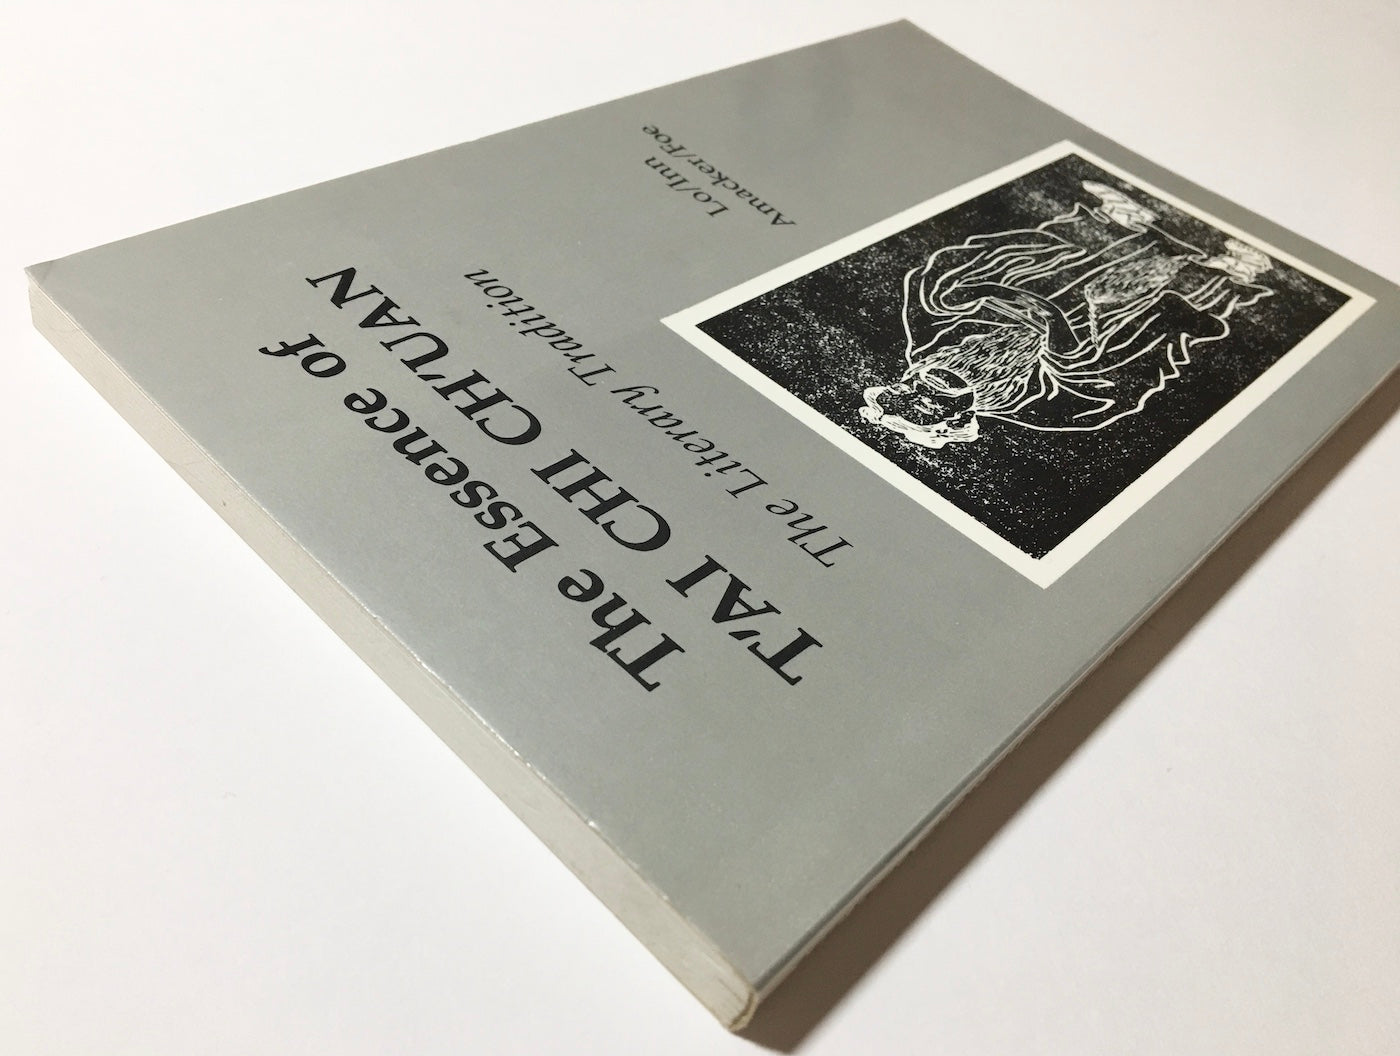 The Essence of
T'AI CHI CH'UAN
The Literary Tradition
Lo/Inn
Amacker/Foe